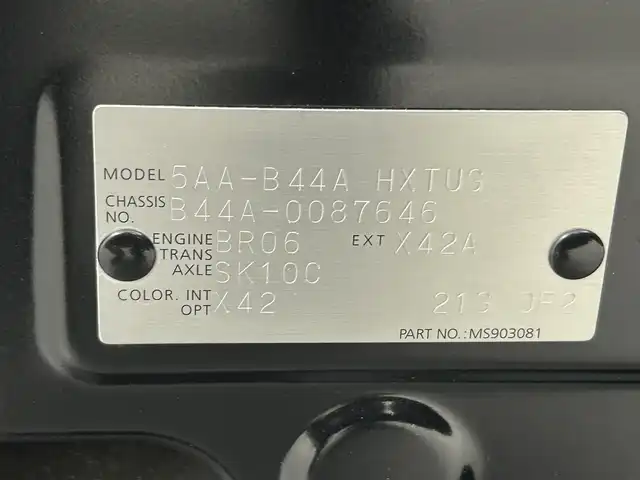 MODEL 5AA-B44A HXTUG
CHASSIS NO. B44A-0087646
ENGINE BR06 EXT X42A
TRANS AXLE SK10C
COLOR. INT OPT X42 213
PART NO.:MS903081